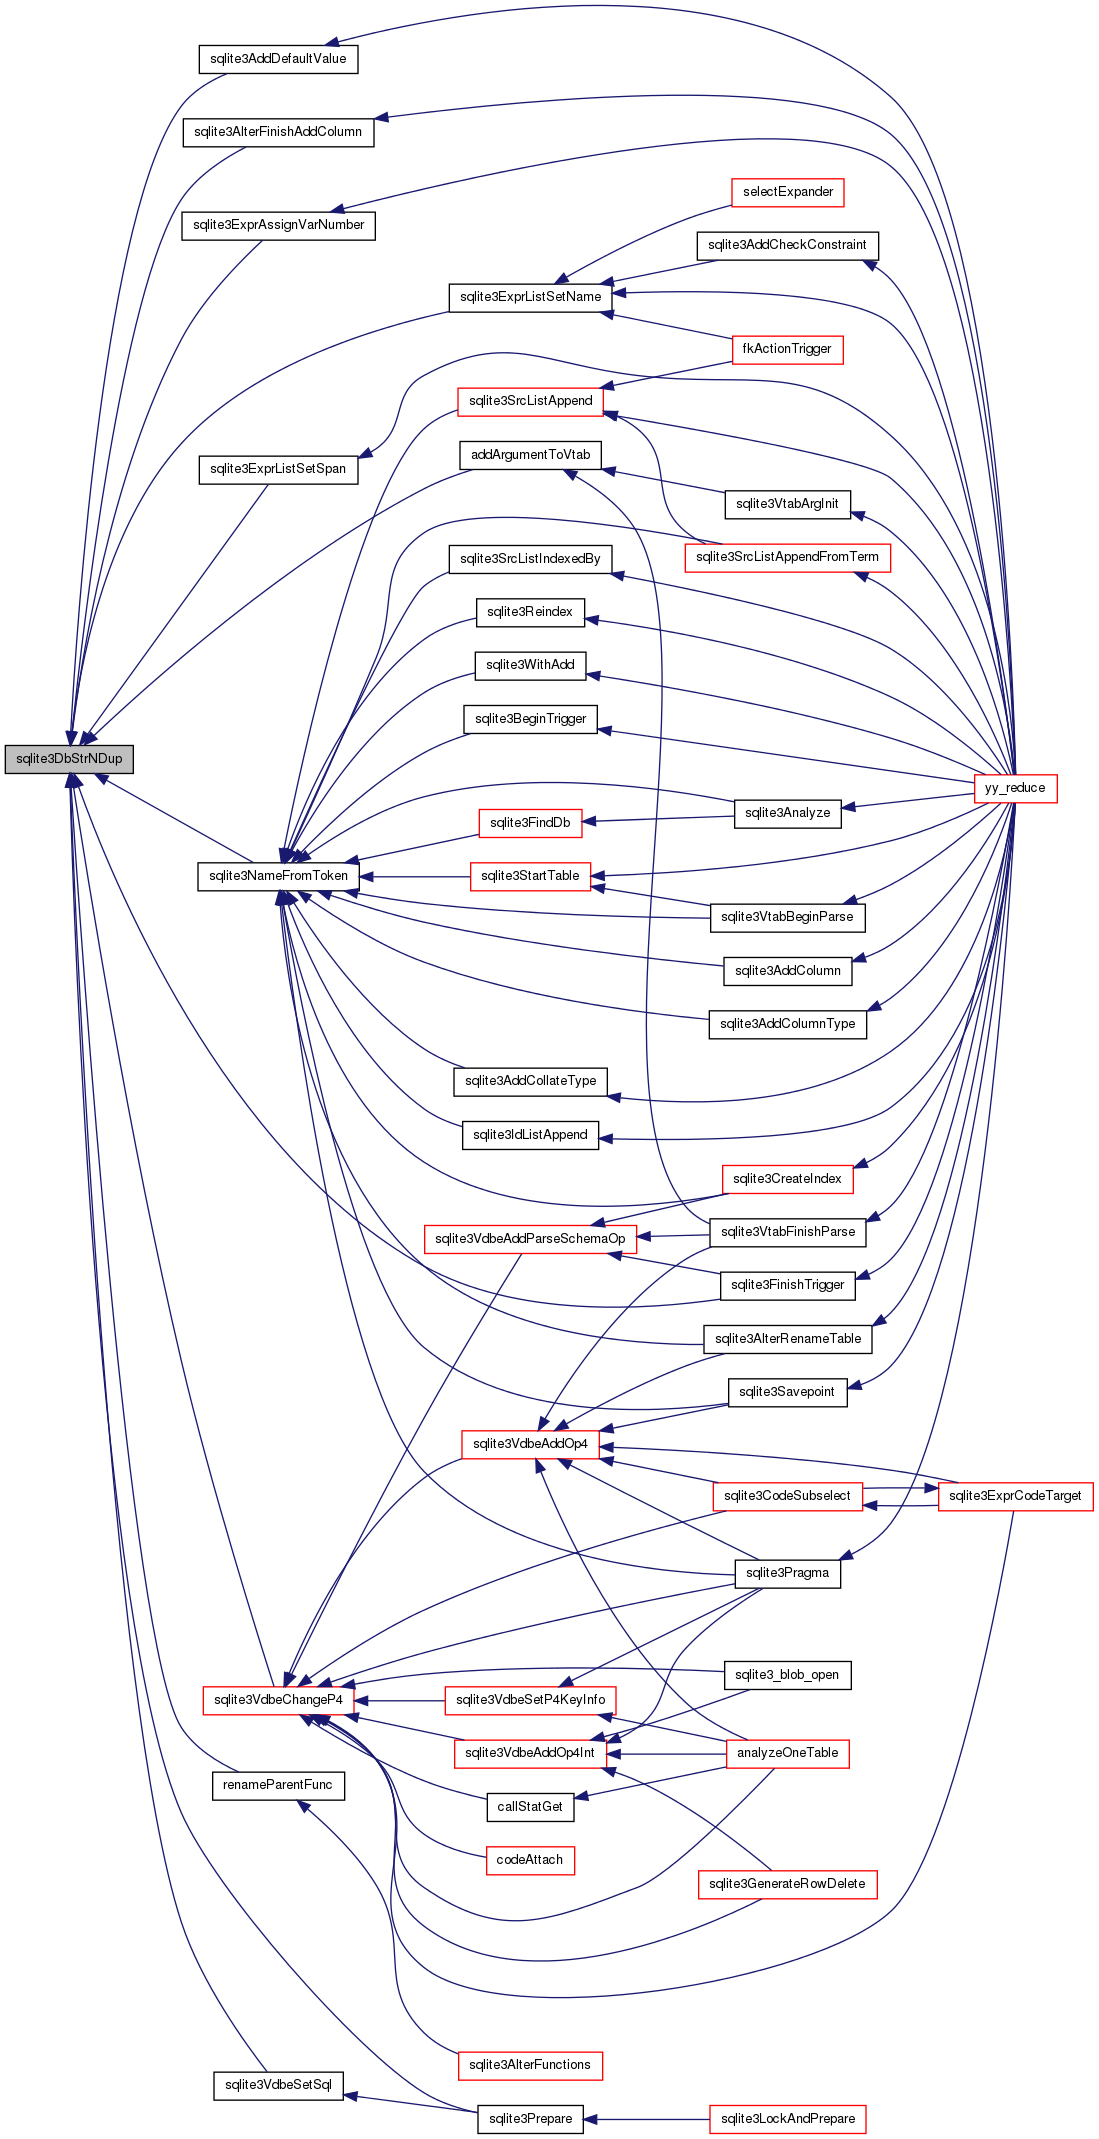 sqlite3AddDefaultValue
sqlite3AlterFinishAddColumn
selectExpander
sqlite3ExprAssignVarNumber
sqlite3AddCheckConstraint
sqlite3ExprListSetName
fkActionTrigger
sqlite3SrcListAppend
addArgumentToVtab
sqlite3ExprListSetSpan
sqlite3VtabArgInit
sqlite3SrcListIndexedBy
sqlite3SrcListAppendFromTerm
sqlite3Reindex
sqlite3WithAdd
sqlite3BeginTrigger
sqlite3DbStrNDup
yy_reduce
sqlite3Analyze
sqlite3FindDb
sqlite3NameFromToken
sqlite3StartTable
sqlite3VtabBeginParse
sqlite3AddColumn
sqlite3AddColumnType
sqlite3AddCollateType
sqlite3IdListAppend
sqlite3CreateIndex
sqlite3VdbeAddParseSchemaOp
sqlite3VtabFinishParse
sqlite3FinishTrigger
sqlite3AlterRenameTable
sqlite3Savepoint
sqlite3VdbeAddOp4
sqlite3CodeSubselect
sqlite3ExprCodeTarget
sqlite3Pragma
sqlite3_blob_open
sqlite3VdbeChangeP4
sqlite3VdbeSetP4KeyInfo
sqlite3VdbeAddOp4Int
analyzeOneTable
renameParentFunc
callStatGet
codeAttach
sqlite3GenerateRowDelete
sqlite3AlterFunctions
sqlite3VdbeSetSql
sqlite3Prepare
sqlite3LockAndPrepare